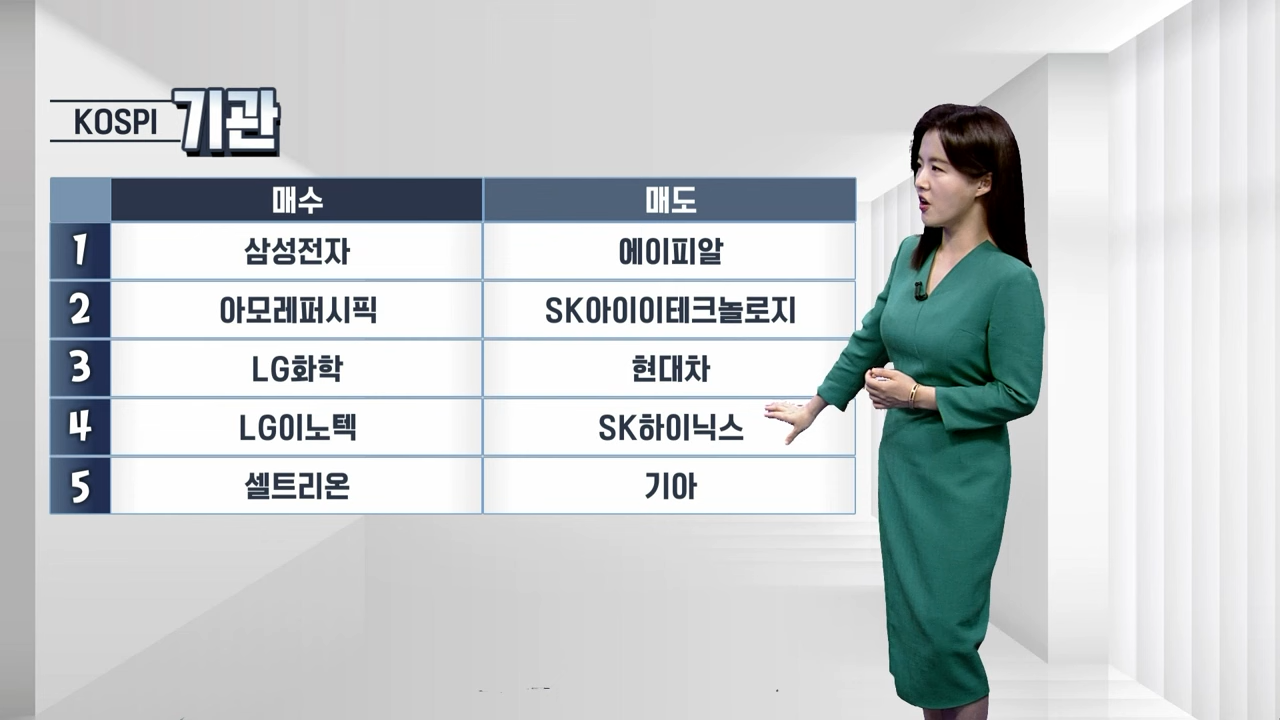 KOSPI 기관
매수 매도
1 삼성전자 에이피알
2 아모레퍼시픽 SK아이이테크놀로지
3 LG화학 현대차
4 LG이노텍 SK하이닉스
5 셀트리온 기아